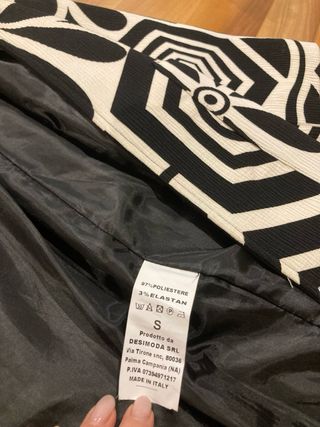 97%POLIESTERE
3%ELASTAN
S
Prodotto da
DESIMODA SRL
Via Tirone snc, 80036
Palma Campania (NA)
P.IVA 07394971217
MADE IN ITALY